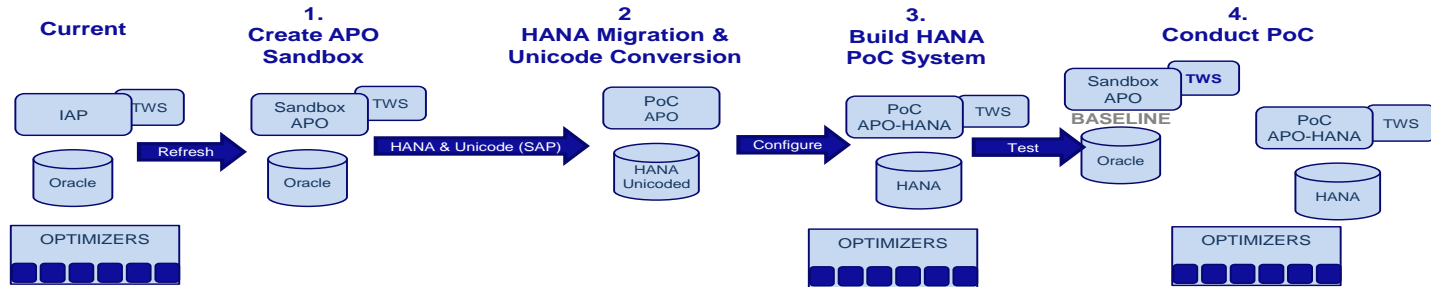 Current
IAP
TWS
Oracle
OPTIMIZERS
Refresh
1.
Create APO
Sandbox
Sandbox
APO
TWS
Oracle
HANA & Unicode (SAP)
2
HANA Migration &
Unicode Conversion
PoC
APO
HANA
Unicoded
Configure
3.
Build HANA
PoC System
PoC
APO-HANA
TWS
HANA
OPTIMIZERS
Test
4.
Conduct PoC
Sandbox
APO
TWS
BASELINE
Oracle
PoC
APO-HANA
TWS
HANA
OPTIMIZERS